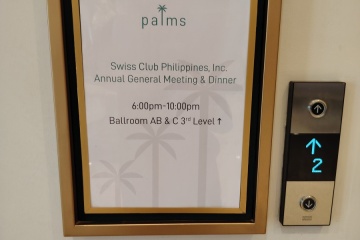 palms
Swiss Club Philippines, Inc.
Annual General Meeting & Dinner
6:00pm-10:00pm
Ballroom AB & C 3rd Level ↑
↑
2